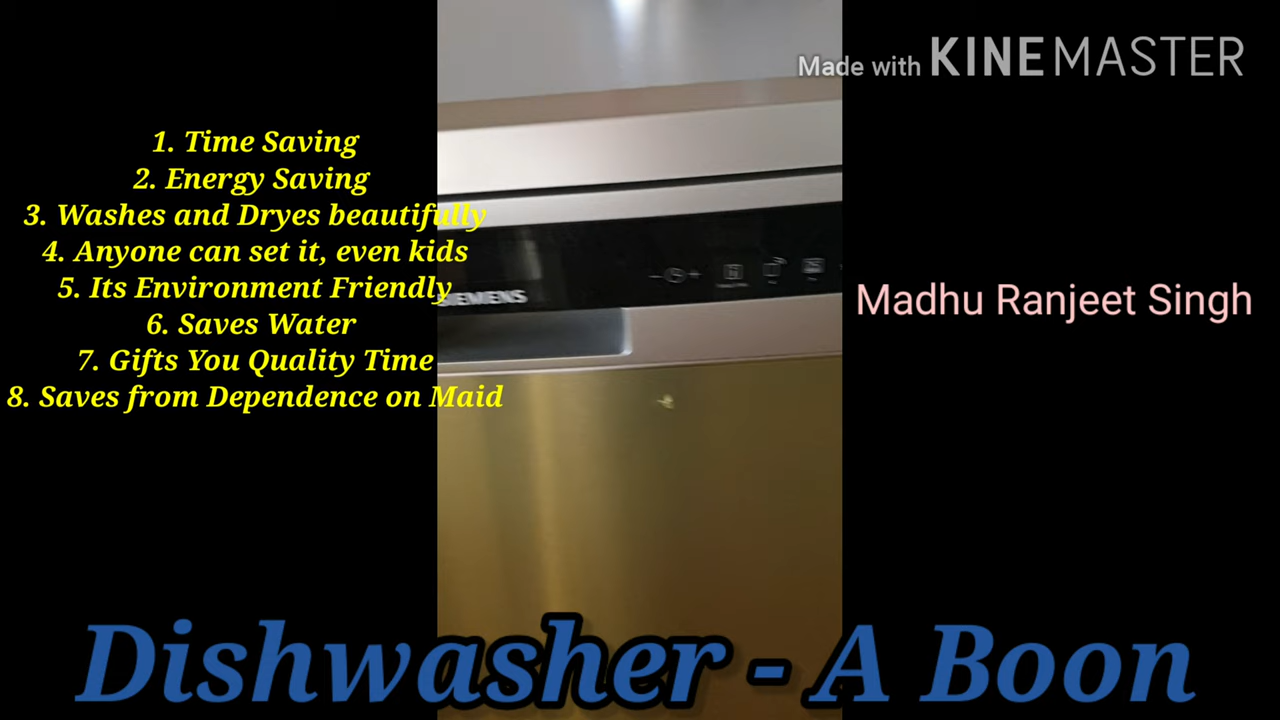 Made with KINEMASTER
1. Time Saving
2. Energy Saving
3. Washes and Dryes beautifully
4. Anyone can set it, even kids
5. Its Environment Friendly
6. Saves Water
7. Gifts You Quality Time
8. Saves from Dependence on Maid
SIEMENS
Madhu Ranjeet Singh
Dishwasher - A Boon